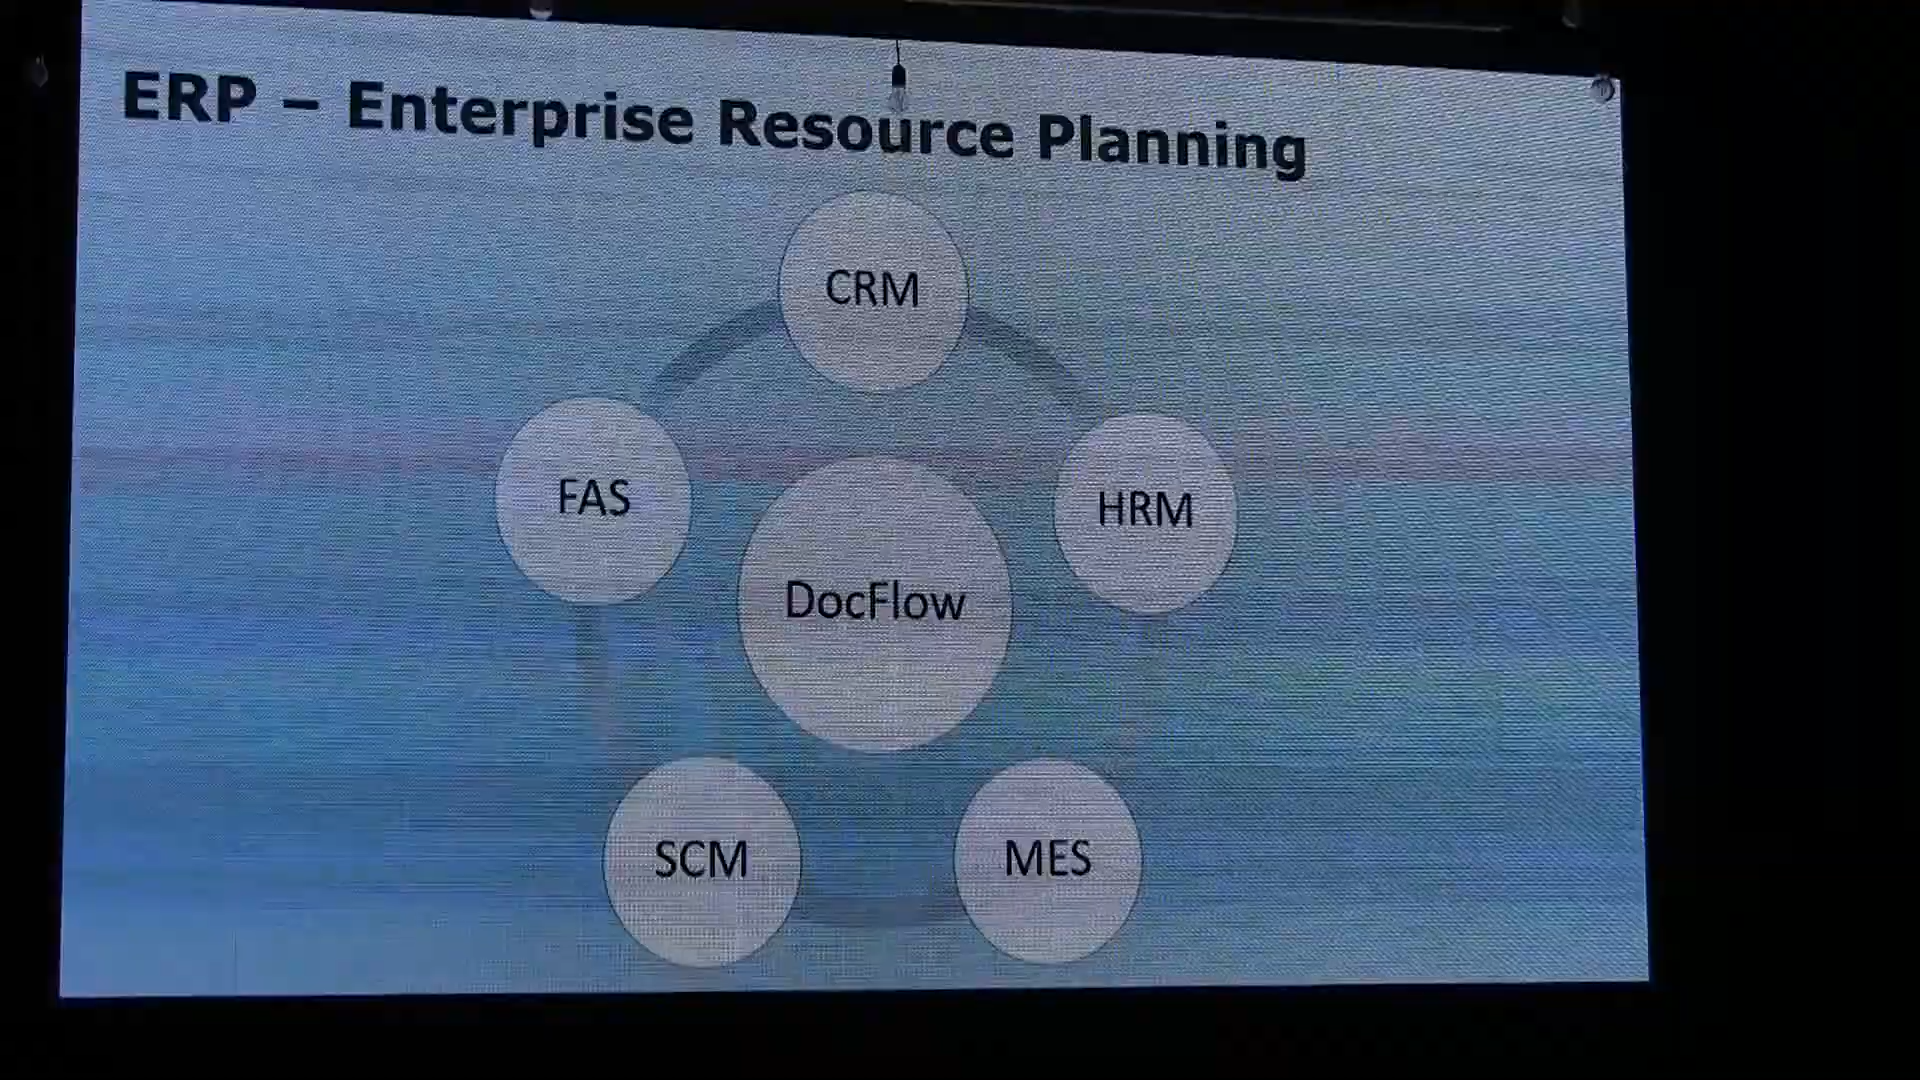 ERP – Enterprise Resource Planning
CRM
FAS
HRM
DocFlow
SCM
MES